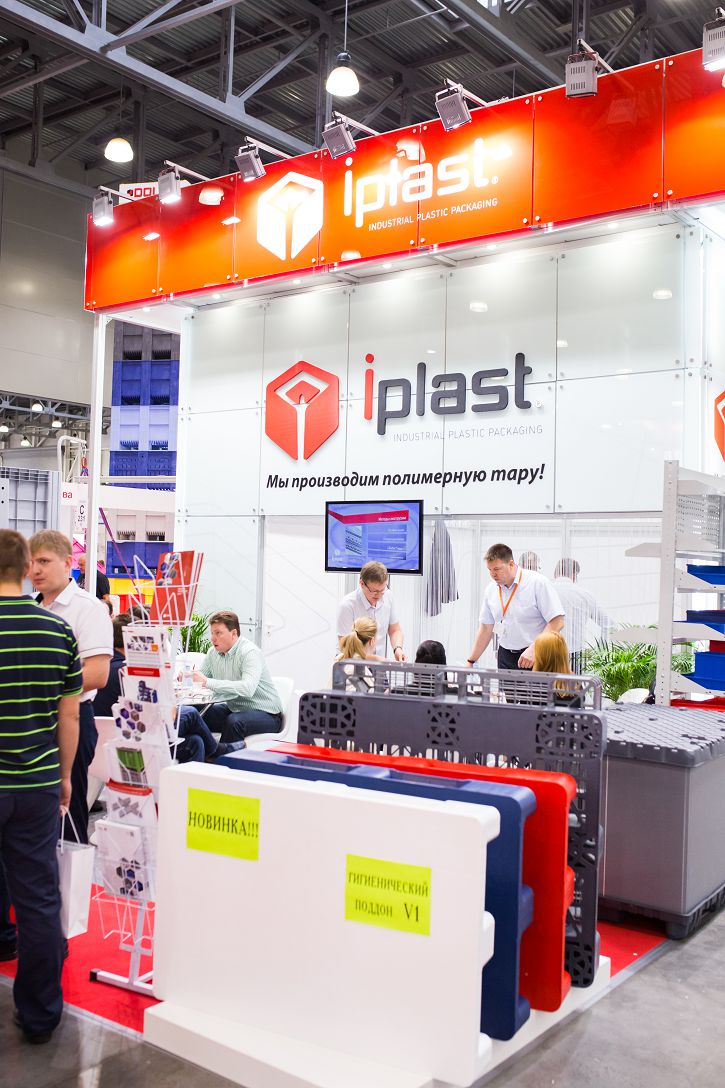 iplast
INDUSTRIAL PLASTIC PACKAGING
iplast
INDUSTRIAL PLASTIC PACKAGING
Мы производим полимерную тару!
НОВИНКА!!!
ГИГИЕНИЧЕСКИЙ
ПОДДОН V1